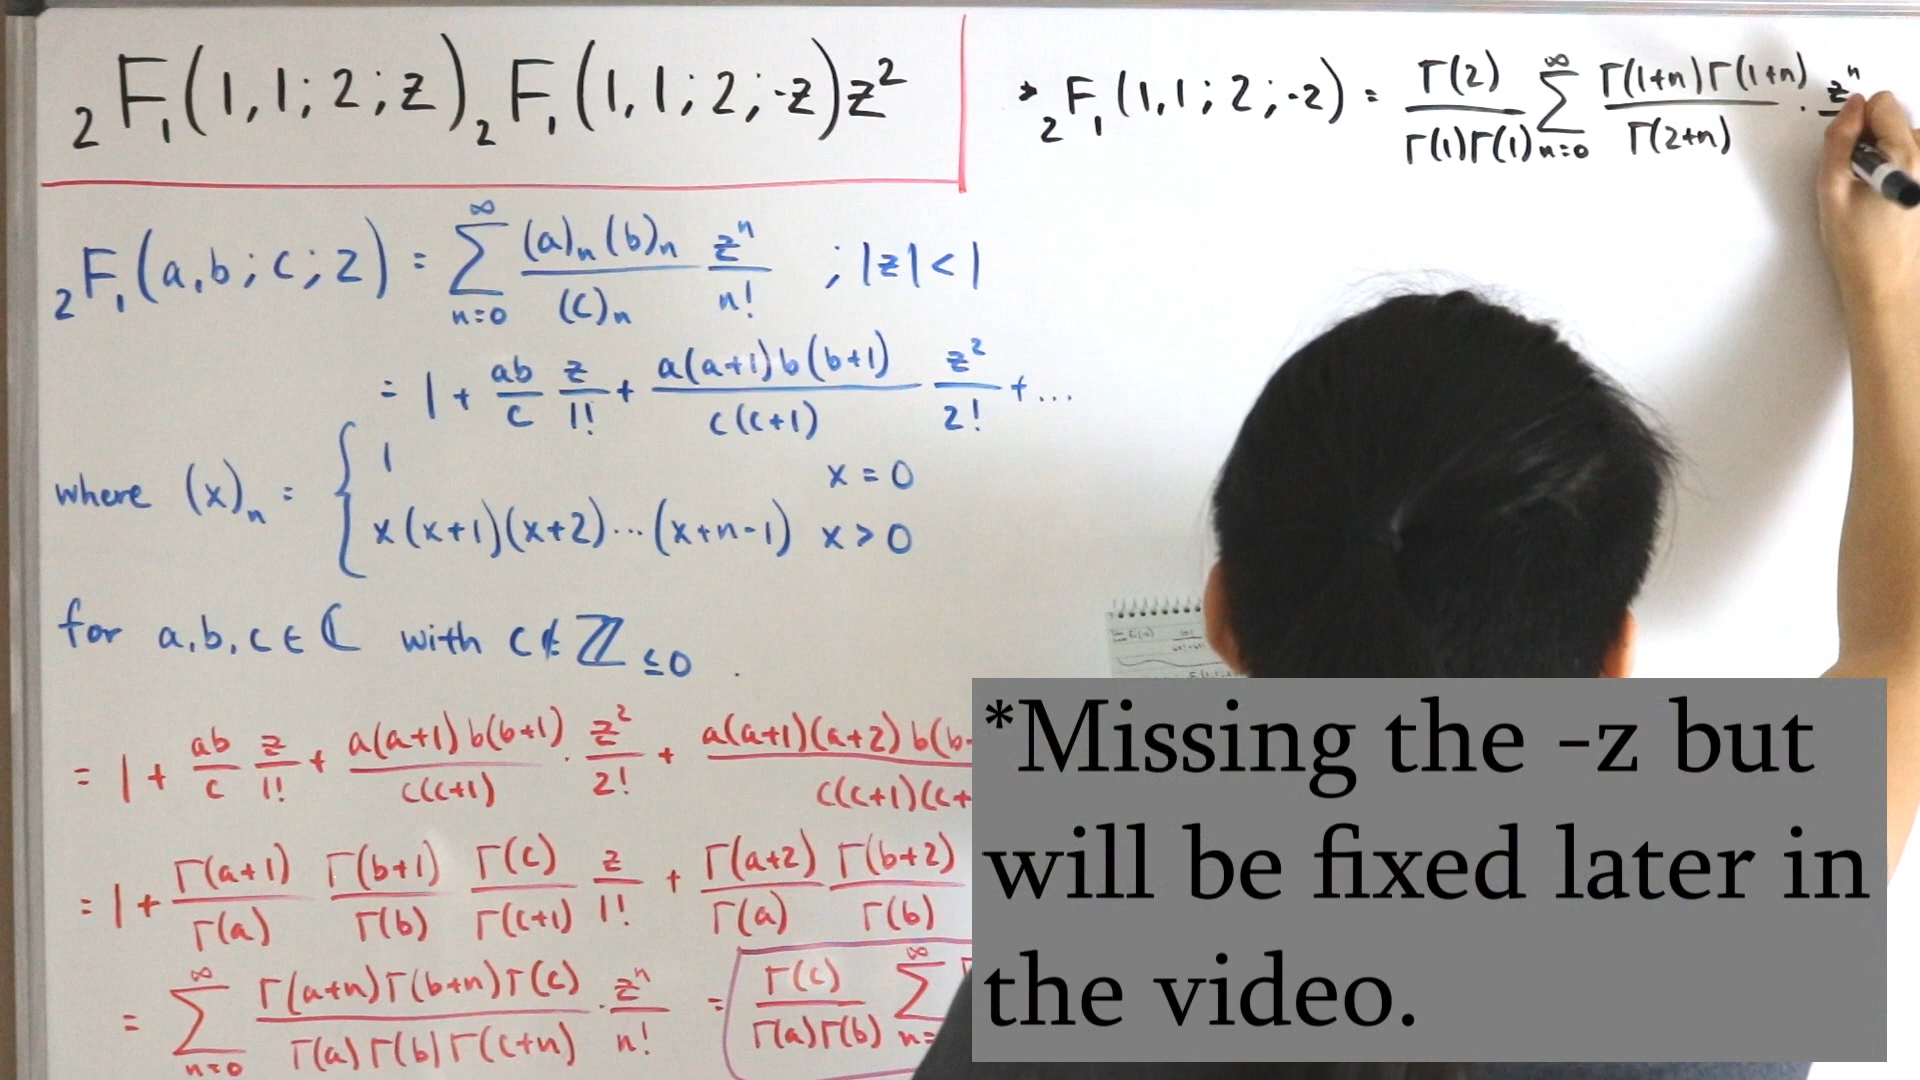 ₂F₁(1,1;2;z)₂F₁(1,1;2;-z)z²
₂F₁(a,b;c;z) = ∑_{n=0}^{∞} (a)ₙ(b)ₙ/(c)ₙ zⁿ/n! ; |z|<1
= 1 + ab/c z/1! + a(a+1)b(b+1)/c(c+1) z²/2! + ...
where (x)ₙ = { 1 x = 0
x(x+1)(x+2)...(x+n-1) x > 0
for a,b,c ∈ ℂ with c ∉ ℤ_{≤0}.
= 1 + ab/c z/1! + a(a+1)b(b+1)/c(c+1) · z²/2! + a(a+1)(a+2)b(b+ / c(c+1)(c+
= 1 + Γ(a+1)/Γ(a) Γ(b+1)/Γ(b) Γ(c)/Γ(c+1) z/1! + Γ(a+2)/Γ(a) Γ(b+2)/Γ(b)
= ∑_{n=0}^{∞} Γ(a+n)Γ(b+n)Γ(c)/Γ(a)Γ(b)Γ(c+n) · zⁿ/n! = Γ(c)/Γ(a)Γ(b) ∑_{n=}^{∞}
→ ₂F₁(1,1;2;-z) = Γ(2)/Γ(1)Γ(1) ∑_{n=0}^{∞} Γ(1+n)Γ(1+n)/Γ(2+n) · zⁿ
*Missing the -z but
will be fixed later in
the video.